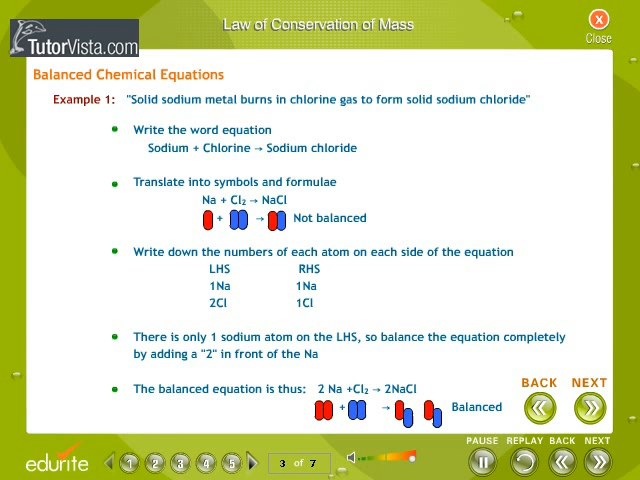 Law of Conservation of Mass
Close
TutorVista.com
Balanced Chemical Equations
Example 1: "Solid sodium metal burns in chlorine gas to form solid sodium chloride"
Write the word equation
Sodium + Chlorine → Sodium chloride
Translate into symbols and formulae
Na + Cl₂ → NaCl
+ → Not balanced
Write down the numbers of each atom on each side of the equation
LHS RHS
1Na 1Na
2Cl 1Cl
There is only 1 sodium atom on the LHS, so balance the equation completely
by adding a "2" in front of the Na
The balanced equation is thus: 2 Na +Cl₂ → 2NaCl
+ → Balanced
BACK NEXT
PAUSE REPLAY BACK NEXT
edurite 1 2 3 4 5 3 of 7